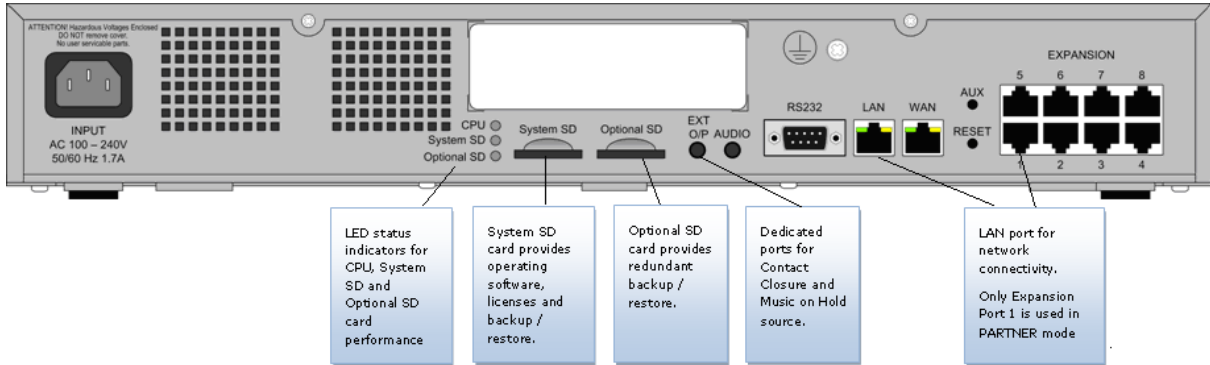 ATTENTION! Hazardous Voltages Enclosed
DO NOT remove cover.
No user servicable parts.
INPUT
AC 100 – 240V
50/60 Hz 1.7A
CPU
System SD
Optional SD
System SD
Optional SD
EXT
O/P
AUDIO
RS232
LAN
WAN
AUX
RESET
EXPANSION
5 6 7 8
1 2 3 4
LED status
indicators for
CPU, System
SD and
Optional SD
card
performance
System SD
card provides
operating
software,
licenses and
backup /
restore.
Optional SD
card provides
redundant
backup /
restore.
Dedicated
ports for
Contact
Closure and
Music on Hold
source.
LAN port for
network
connectivity.
Only Expansion
Port 1 is used in
PARTNER mode
.